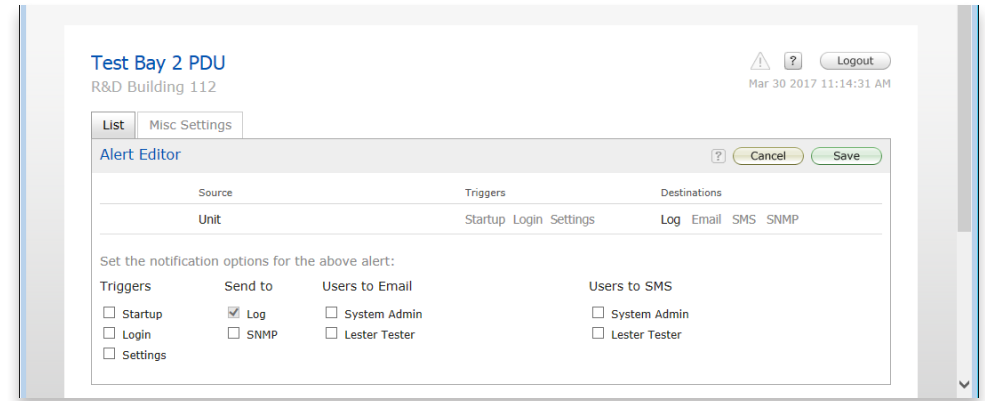 Test Bay 2 PDU
? Logout
R&D Building 112
Mar 30 2017 11:14:31 AM
List Misc Settings
Alert Editor ? Cancel Save
Source Triggers Destinations
Unit Startup Login Settings Log Email SMS SNMP
Set the notification options for the above alert:
Triggers Send to Users to Email Users to SMS
Startup Log System Admin System Admin
Login SNMP Lester Tester Lester Tester
Settings